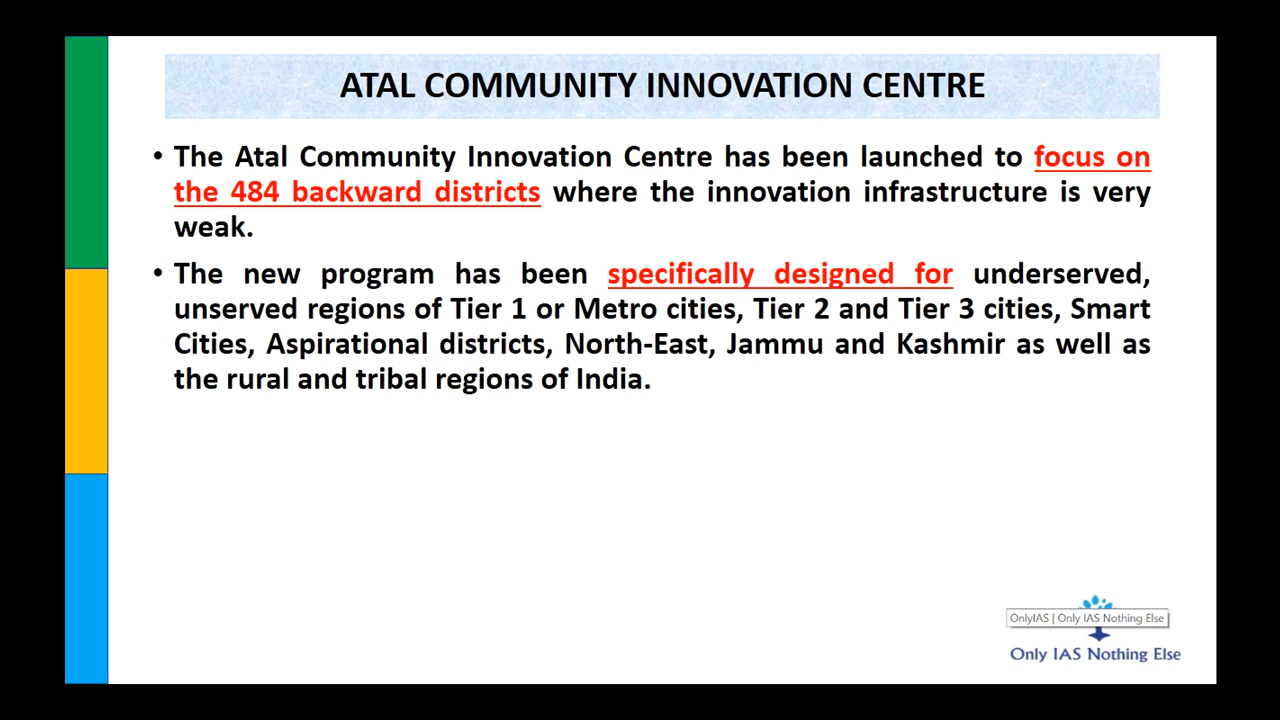 ATAL COMMUNITY INNOVATION CENTRE
• The Atal Community Innovation Centre has been launched to focus on
the 484 backward districts where the innovation infrastructure is very
weak.
• The new program has been specifically designed for underserved,
unserved regions of Tier 1 or Metro cities, Tier 2 and Tier 3 cities, Smart
Cities, Aspirational districts, North-East, Jammu and Kashmir as well as
the rural and tribal regions of India.
OnlyIAS | Only IAS Nothing Else
Only IAS Nothing Else